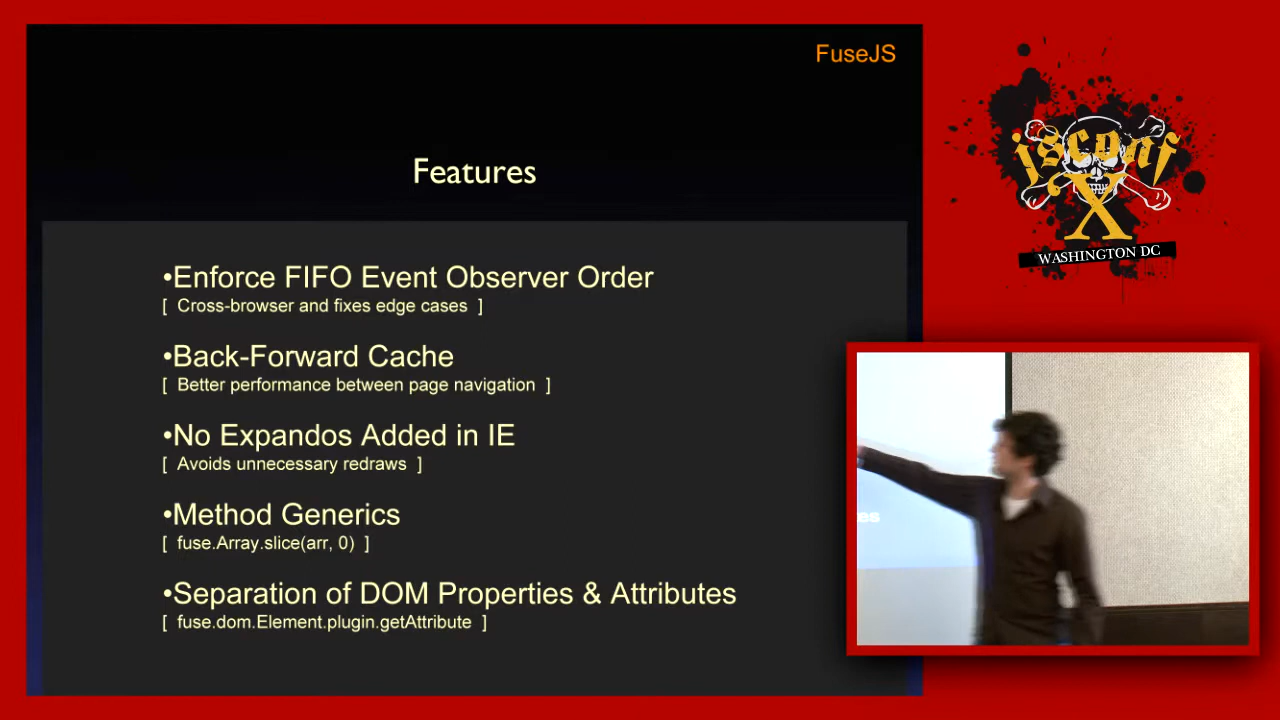 FuseJS
Features
•Enforce FIFO Event Observer Order
[ Cross-browser and fixes edge cases ]
•Back-Forward Cache
[ Better performance between page navigation ]
•No Expandos Added in IE
[ Avoids unnecessary redraws ]
•Method Generics
[ fuse.Array.slice(arr, 0) ]
•Separation of DOM Properties & Attributes
[ fuse.dom.Element.plugin.getAttribute ]
jsconf
X
WASHINGTON DC